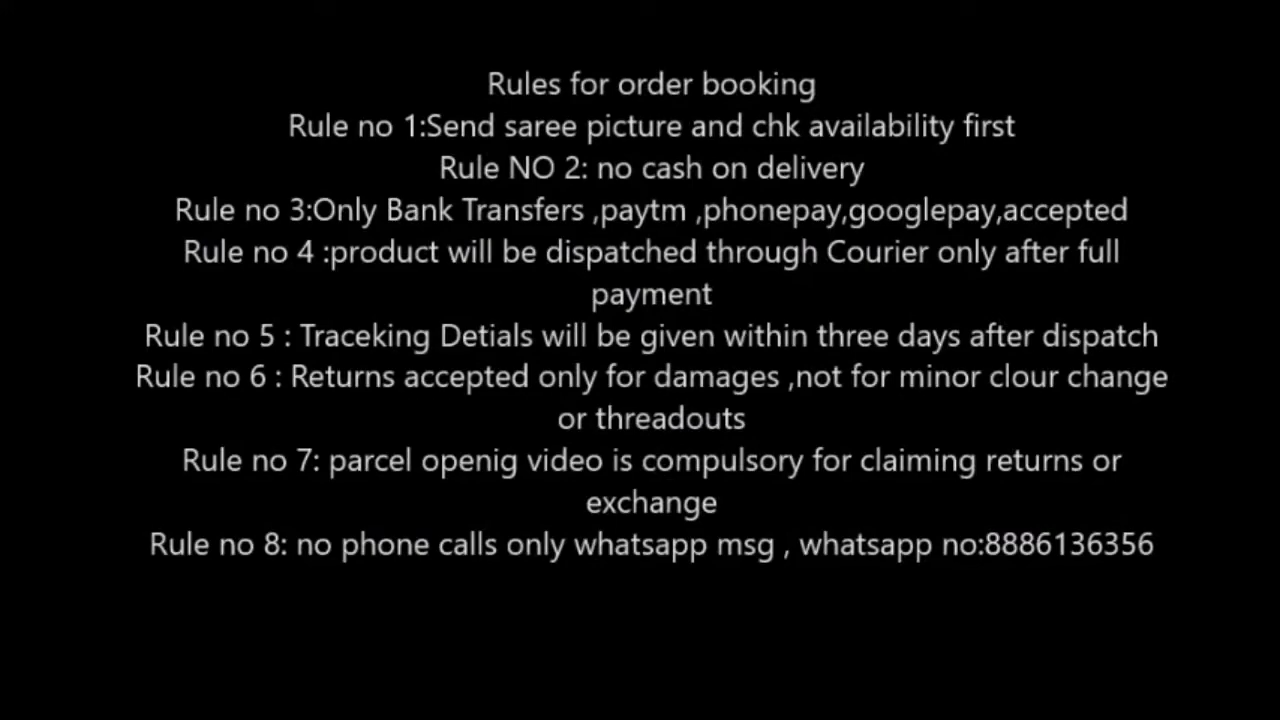 Rules for order booking
Rule no 1:Send saree picture and chk availability first
Rule NO 2: no cash on delivery
Rule no 3:Only Bank Transfers ,paytm ,phonepay,googlepay,accepted
Rule no 4 :product will be dispatched through Courier only after full
payment
Rule no 5 : Traceking Detials will be given within three days after dispatch
Rule no 6 : Returns accepted only for damages ,not for minor clour change
or threadouts
Rule no 7: parcel openig video is compulsory for claiming returns or
exchange
Rule no 8: no phone calls only whatsapp msg , whatsapp no:8886136356